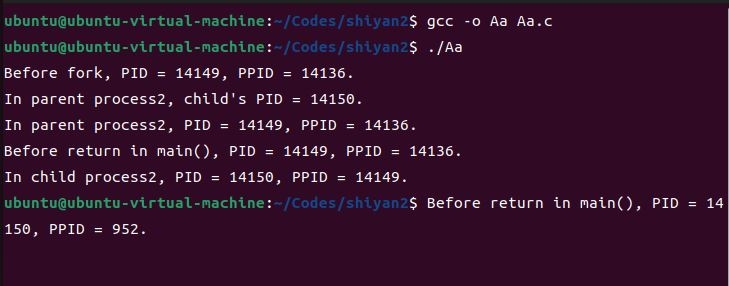 ubuntu@ubuntu-virtual-machine:~/Codes/shiyan2$ gcc -o Aa Aa.c
ubuntu@ubuntu-virtual-machine:~/Codes/shiyan2$ ./Aa
Before fork, PID = 14149, PPID = 14136.
In parent process2, child's PID = 14150.
In parent process2, PID = 14149, PPID = 14136.
Before return in main(), PID = 14149, PPID = 14136.
In child process2, PID = 14150, PPID = 14149.
ubuntu@ubuntu-virtual-machine:~/Codes/shiyan2$ Before return in main(), PID = 14
150, PPID = 952.